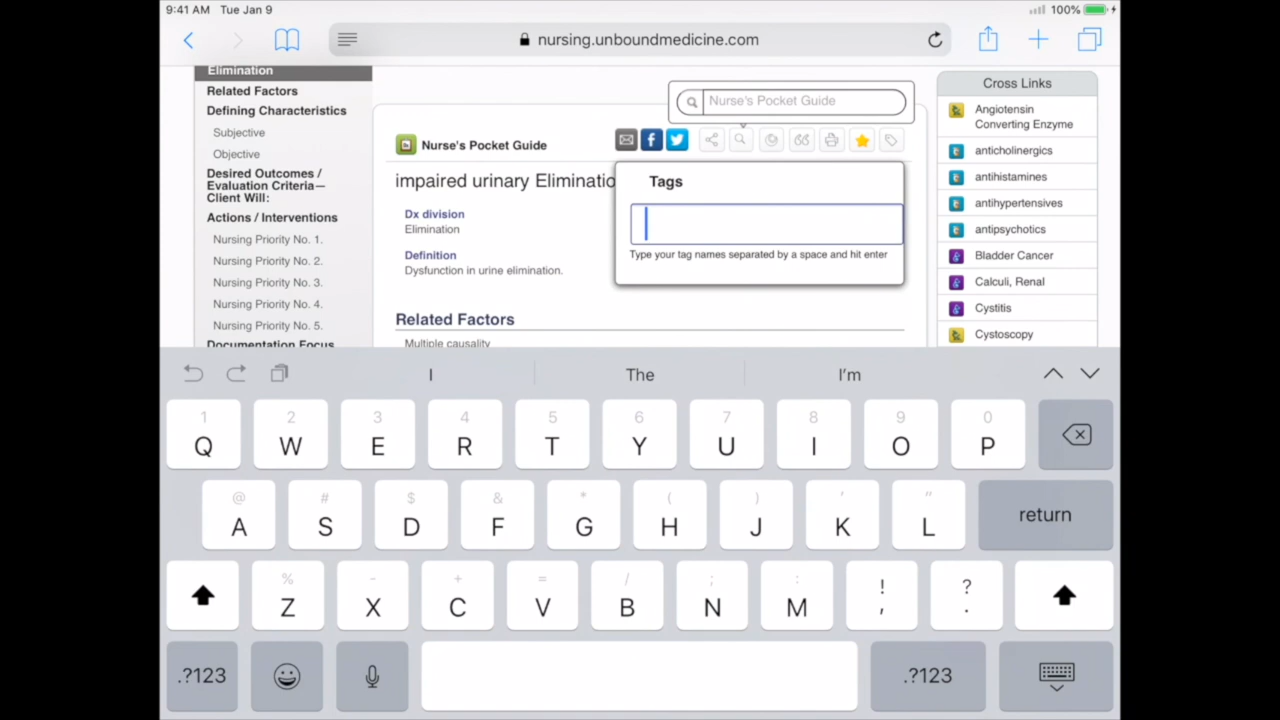 9:41 AM Tue Jan 9
100%
nursing.unboundmedicine.com
Elimination
Related Factors
Defining Characteristics
Subjective
Objective
Desired Outcomes /
Evaluation Criteria—
Client Will:
Actions / Interventions
Nursing Priority No. 1.
Nursing Priority No. 2.
Nursing Priority No. 3.
Nursing Priority No. 4.
Nursing Priority No. 5.
Documentation Focus
Nurse's Pocket Guide
Nurse's Pocket Guide
impaired urinary Eliminatio
Dx division
Elimination
Definition
Dysfunction in urine elimination.
Related Factors
Multiple causality
Tags
Type your tag names separated by a space and hit enter
Cross Links
Angiotensin
Converting Enzyme
anticholinergics
antihistamines
antihypertensives
antipsychotics
Bladder Cancer
Calculi, Renal
Cystitis
Cystoscopy
I The I'm
1 2 3 4 5 6 7 8 9 0
Q W E R T Y U I O P
@ # $ & * ( ) ' "
A S D F G H J K L return
% - + = / ; : ! ?
Z X C V B N M , .
.?123 .?123